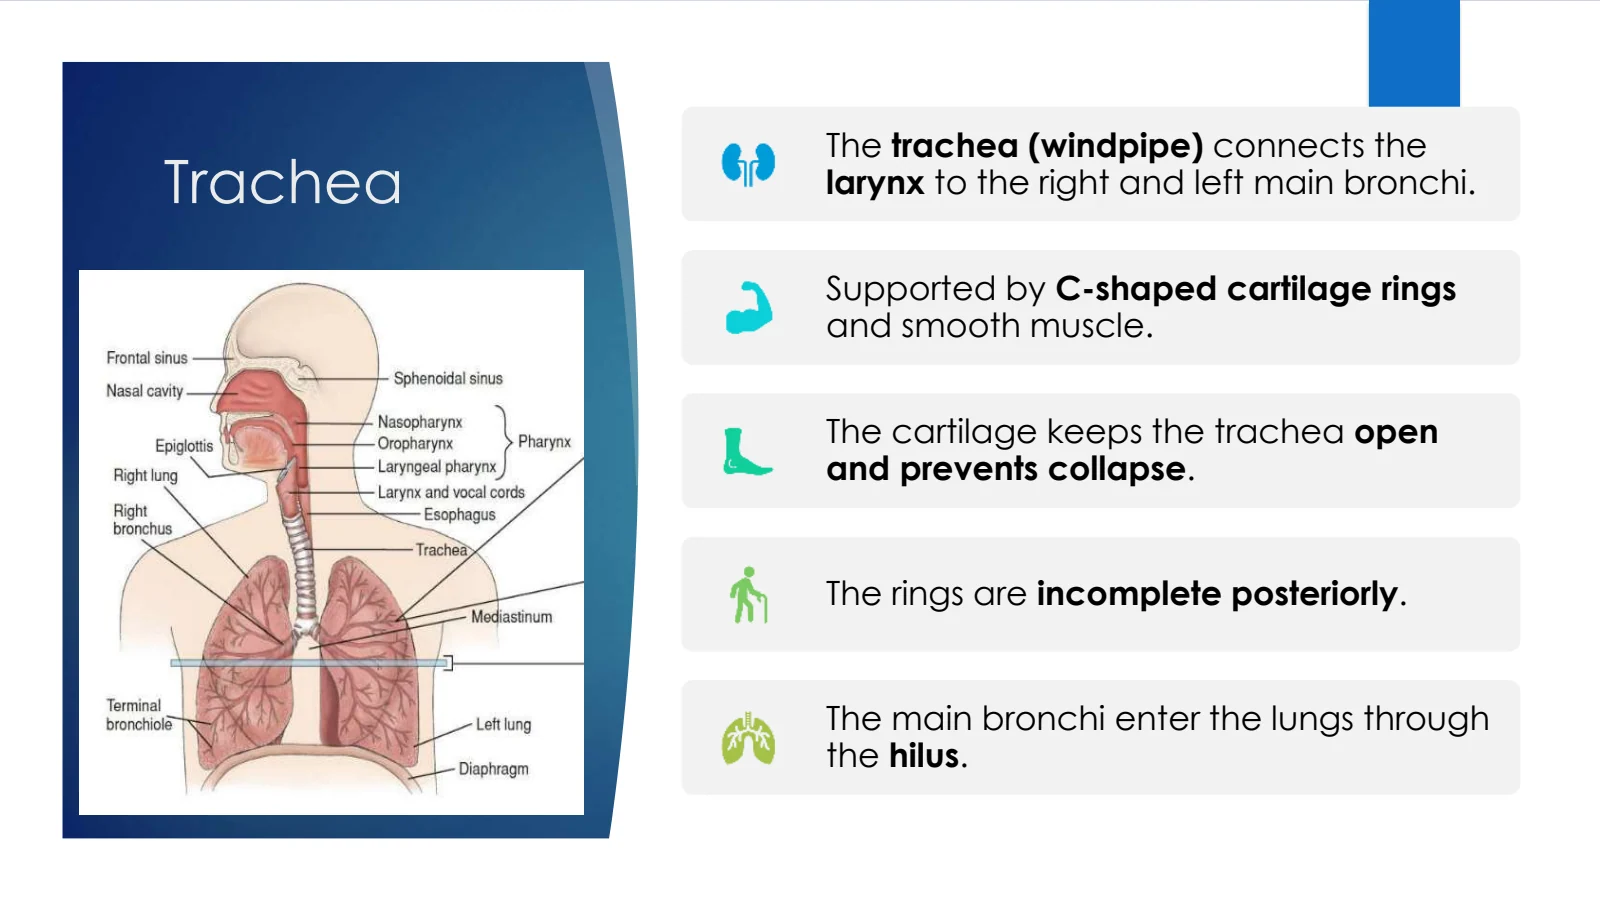 Trachea
Frontal sinus
Nasal cavity
Epiglottis
Right lung
Right
bronchus
Terminal
bronchiole
Sphenoidal sinus
Nasopharynx
Oropharynx
Laryngeal pharynx
Pharynx
Larynx and vocal cords
Esophagus
Trachea
Mediastinum
Left lung
Diaphragm
The trachea (windpipe) connects the
larynx to the right and left main bronchi.
Supported by C-shaped cartilage rings
and smooth muscle.
The cartilage keeps the trachea open
and prevents collapse.
The rings are incomplete posteriorly.
The main bronchi enter the lungs through
the hilus.